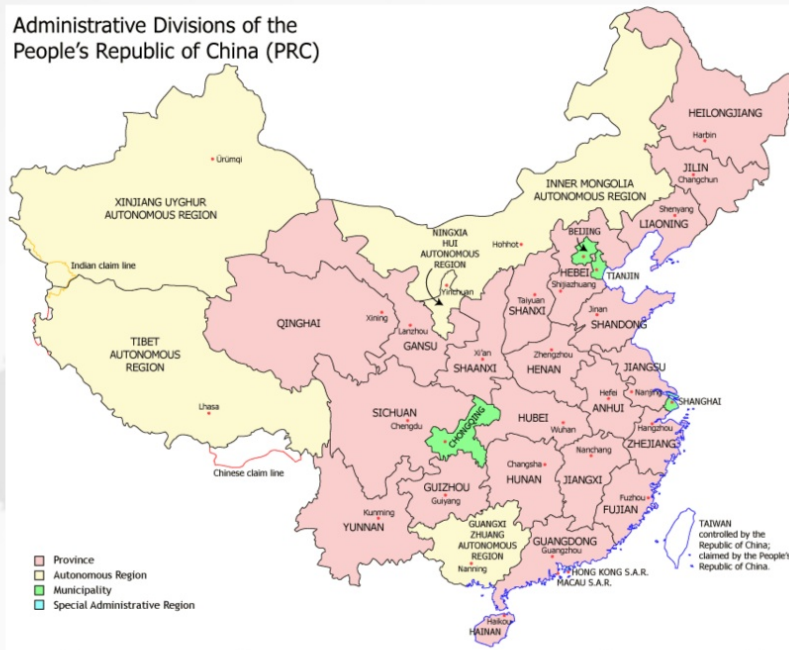 Administrative Divisions of the
People's Republic of China (PRC)
HEILONGJIANG
Harbin
JILIN
Changchun
Ürümqi
XINJIANG UYGHUR
AUTONOMOUS REGION
INNER MONGOLIA
AUTONOMOUS REGION
Shenyang
LIAONING
NINGXIA
HUI
AUTONOMOUS
REGION
Hohhot
BEIJING
Indian claim line
HEBEI
TIANJIN
Shijiazhuang
Yinchuan
Taiyuan
SHANXI
Jinan
SHANDONG
QINGHAI
Xining
Lanzhou
GANSU
TIBET
AUTONOMOUS
REGION
Xi'an
SHAANXI
Zhengzhou
HENAN
JIANGSU
Hefei
Nanjing
ANHUI
SHANGHAI
Lhasa
SICHUAN
Chengdu
CHONGQING
HUBEI
Wuhan
Hangzhou
ZHEJIANG
Chinese claim line
Changsha
HUNAN
Nanchang
JIANGXI
GUIZHOU
Guiyang
Fuzhou
FUJIAN
Kunming
YUNNAN
GUANGXI
ZHUANG
AUTONOMOUS
REGION
Nanning
GUANGDONG
Guangzhou
TAIWAN
controlled by the
Republic of China;
claimed by the People's
Republic of China.
HONG KONG S.A.R.
MACAU S.A.R.
Haikou
HAINAN
Province
Autonomous Region
Municipality
Special Administrative Region